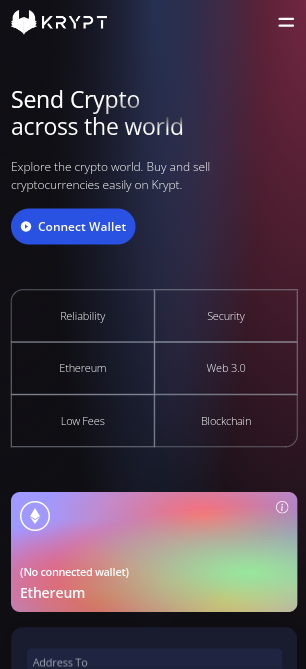 KRYPT
Send Crypto
across the world
Explore the crypto world. Buy and sell
cryptocurrencies easily on Krypt.
Connect Wallet
Reliability
Security
Ethereum
Web 3.0
Low Fees
Blockchain
(No connected wallet)
Ethereum
Address To